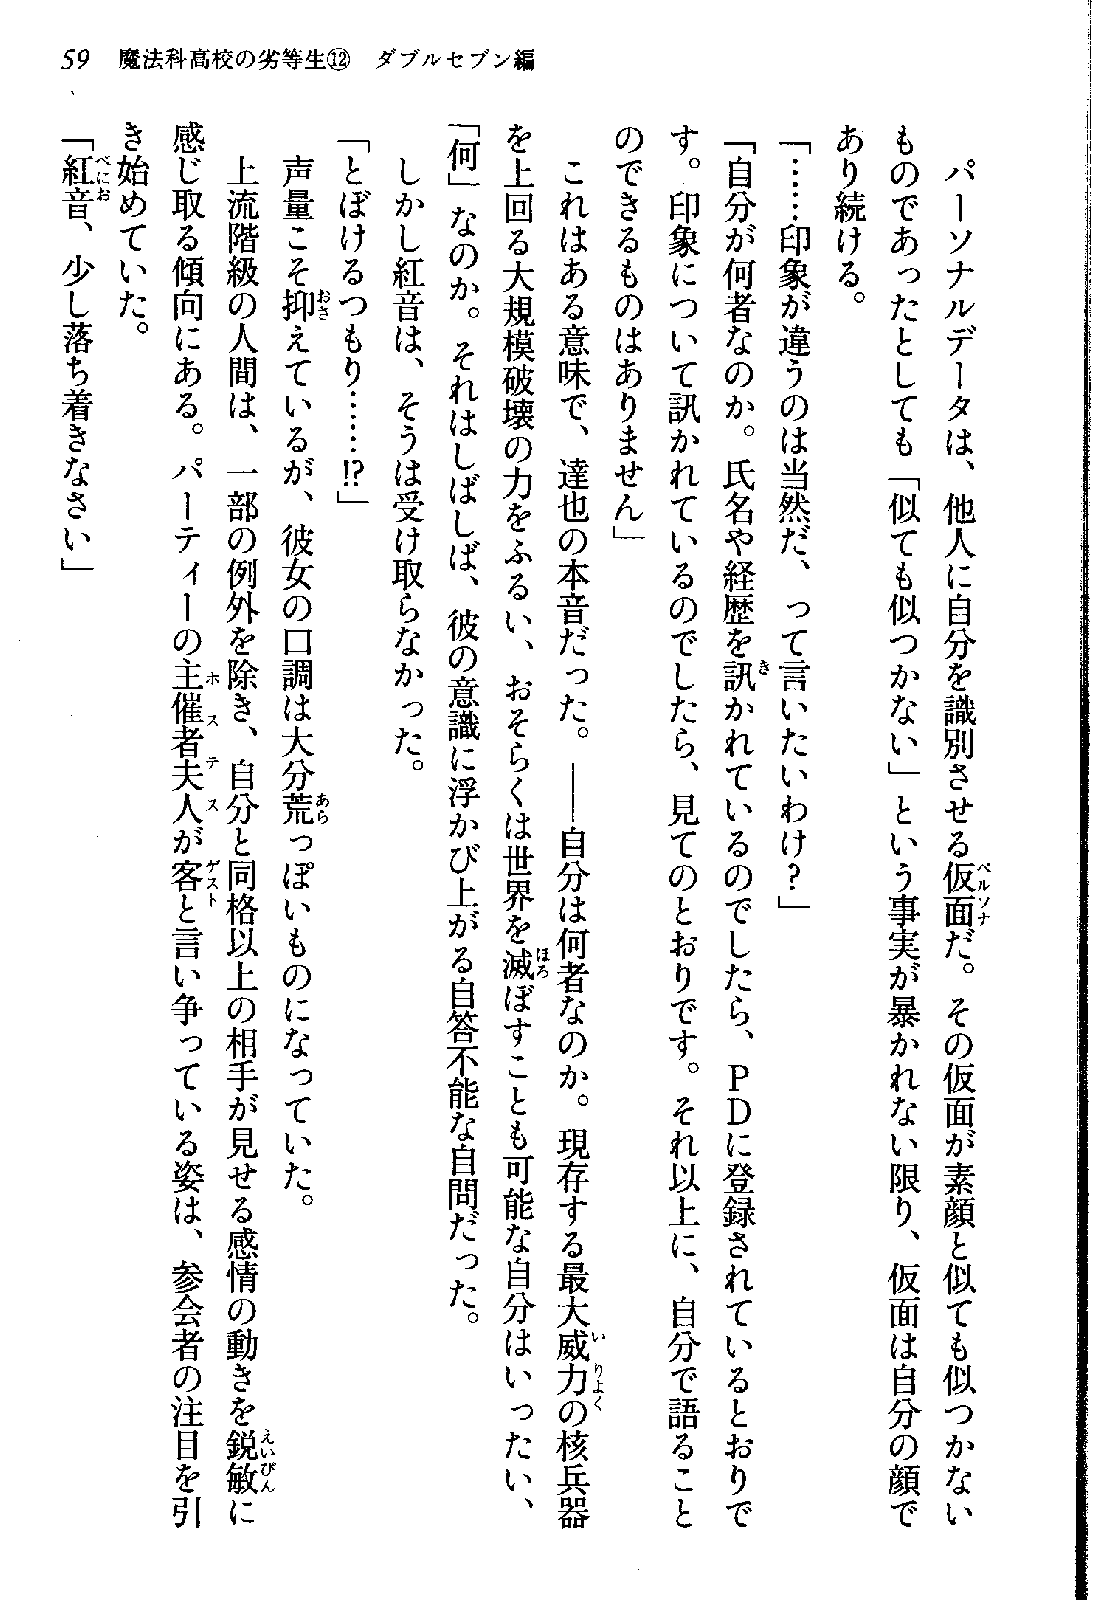 59　魔法科高校の劣等生⑫　ダブルセブン編
　パーソナルデータは、他人に自分を識別させる仮面だ。その仮面が素顔と似ても似つかない
ものであったとしても「似ても似つかない」という事実が暴かれない限り、仮面は自分の顔で
あり続ける。
「……印象が違うのは当然だ、って言いたいわけ？」
「自分が何者なのか。氏名や経歴を訊かれているのでしたら、ＰＤに登録されているとおりで
す。印象について訊かれているのでしたら、見てのとおりです。それ以上に、自分で語ること
のできるものはありません」
　これはある意味で、達也の本音だった。――自分は何者なのか。現存する最大威力の核兵器
を上回る大規模破壊の力をふるい、おそらくは世界を滅ぼすことも可能な自分はいったい、
「何」なのか。それはしばしば、彼の意識に浮かび上がる自答不能な自問だった。
　しかし紅音は、そうは受け取らなかった。
「とぼけるつもり……!?」
　声量こそ抑えているが、彼女の口調は大分荒っぽいものになっていた。
　上流階級の人間は、一部の例外を除き、自分と同格以上の相手が見せる感情の動きを鋭敏に
感じ取る傾向にある。パーティーの主催者夫人が客と言い争っている姿は、参会者の注目を引
き始めていた。
「紅音、少し落ち着きなさい」